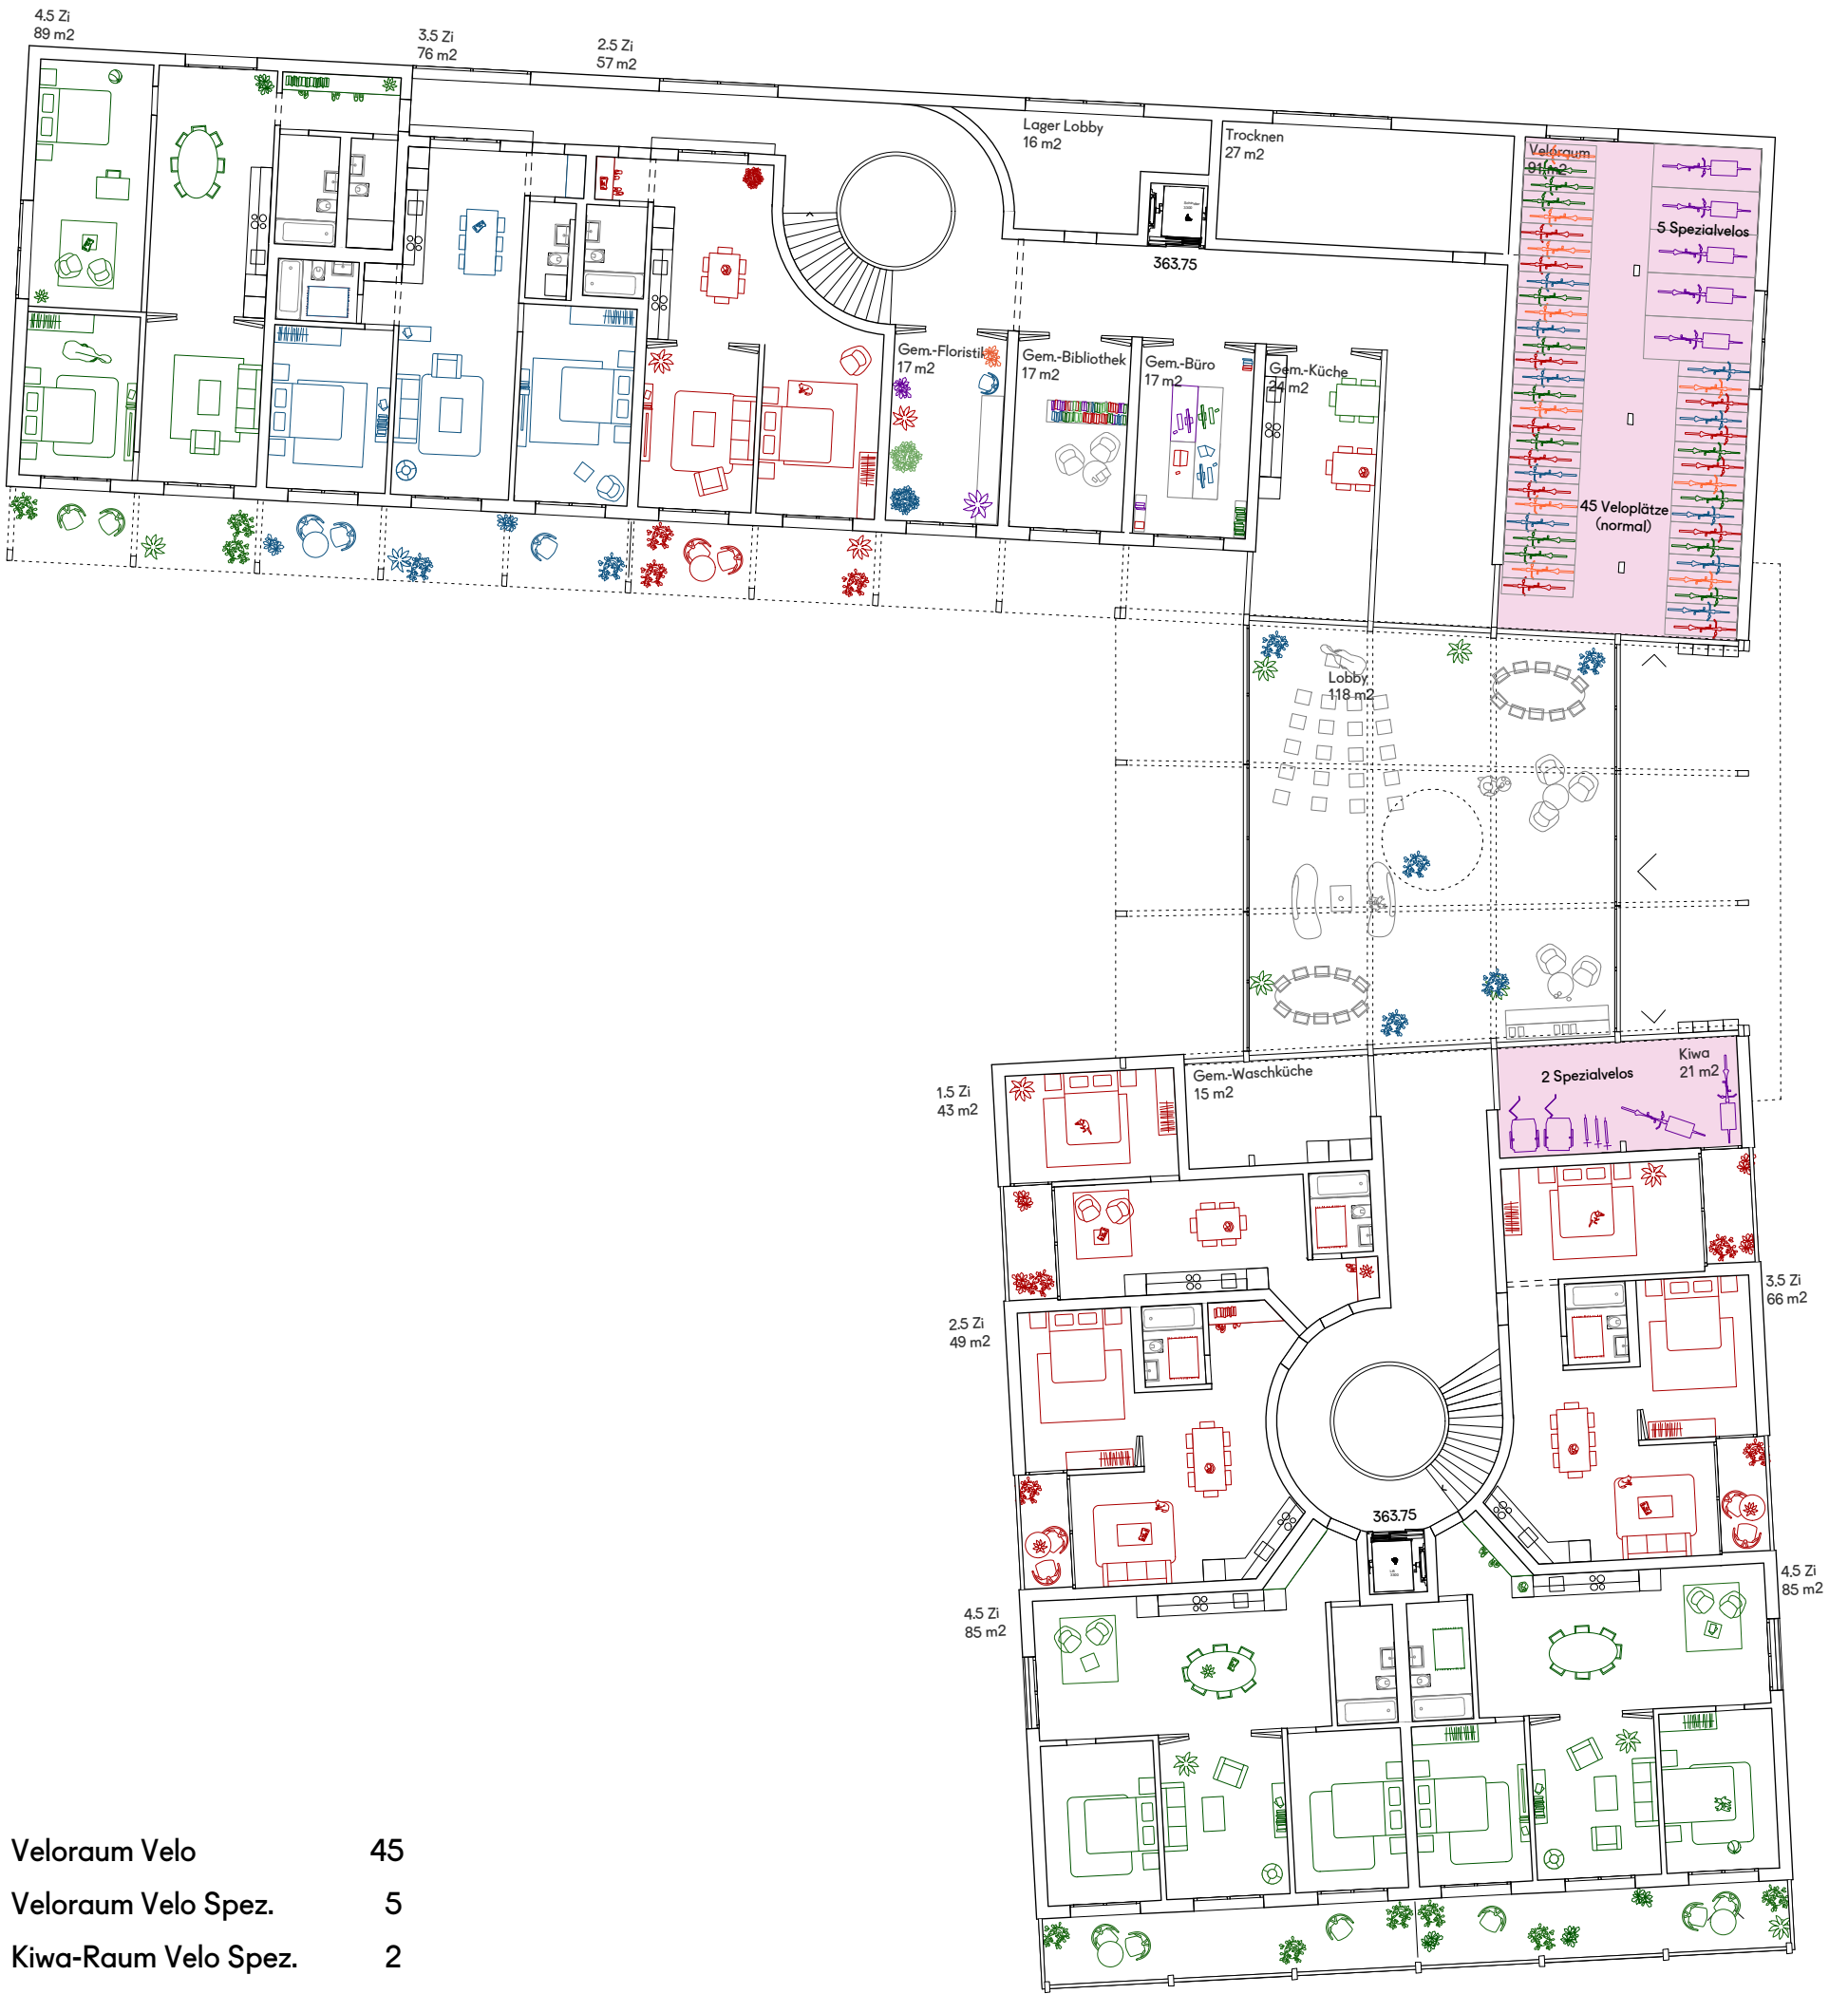 4.5 Zi
89 m2
3.5 Zi
76 m2
2.5 Zi
57 m2
Lager Lobby
16 m2
Trocknen
27 m2
Veloraum
91 m2
5 Spezialvelos
363.75
Gem.-Floristik
17 m2
Gem.-Bibliothek
17 m2
Gem.-Büro
17 m2
Gem.-Küche
24 m2
45 Veloplätze
(normal)
Lobby
118 m2
1.5 Zi
43 m2
Gem.-Waschküche
15 m2
2 Spezialvelos
Kiwa
21 m2
2.5 Zi
49 m2
3.5 Zi
66 m2
363.75
4.5 Zi
85 m2
4.5 Zi
85 m2
Veloraum Velo 45
Veloraum Velo Spez. 5
Kiwa-Raum Velo Spez. 2